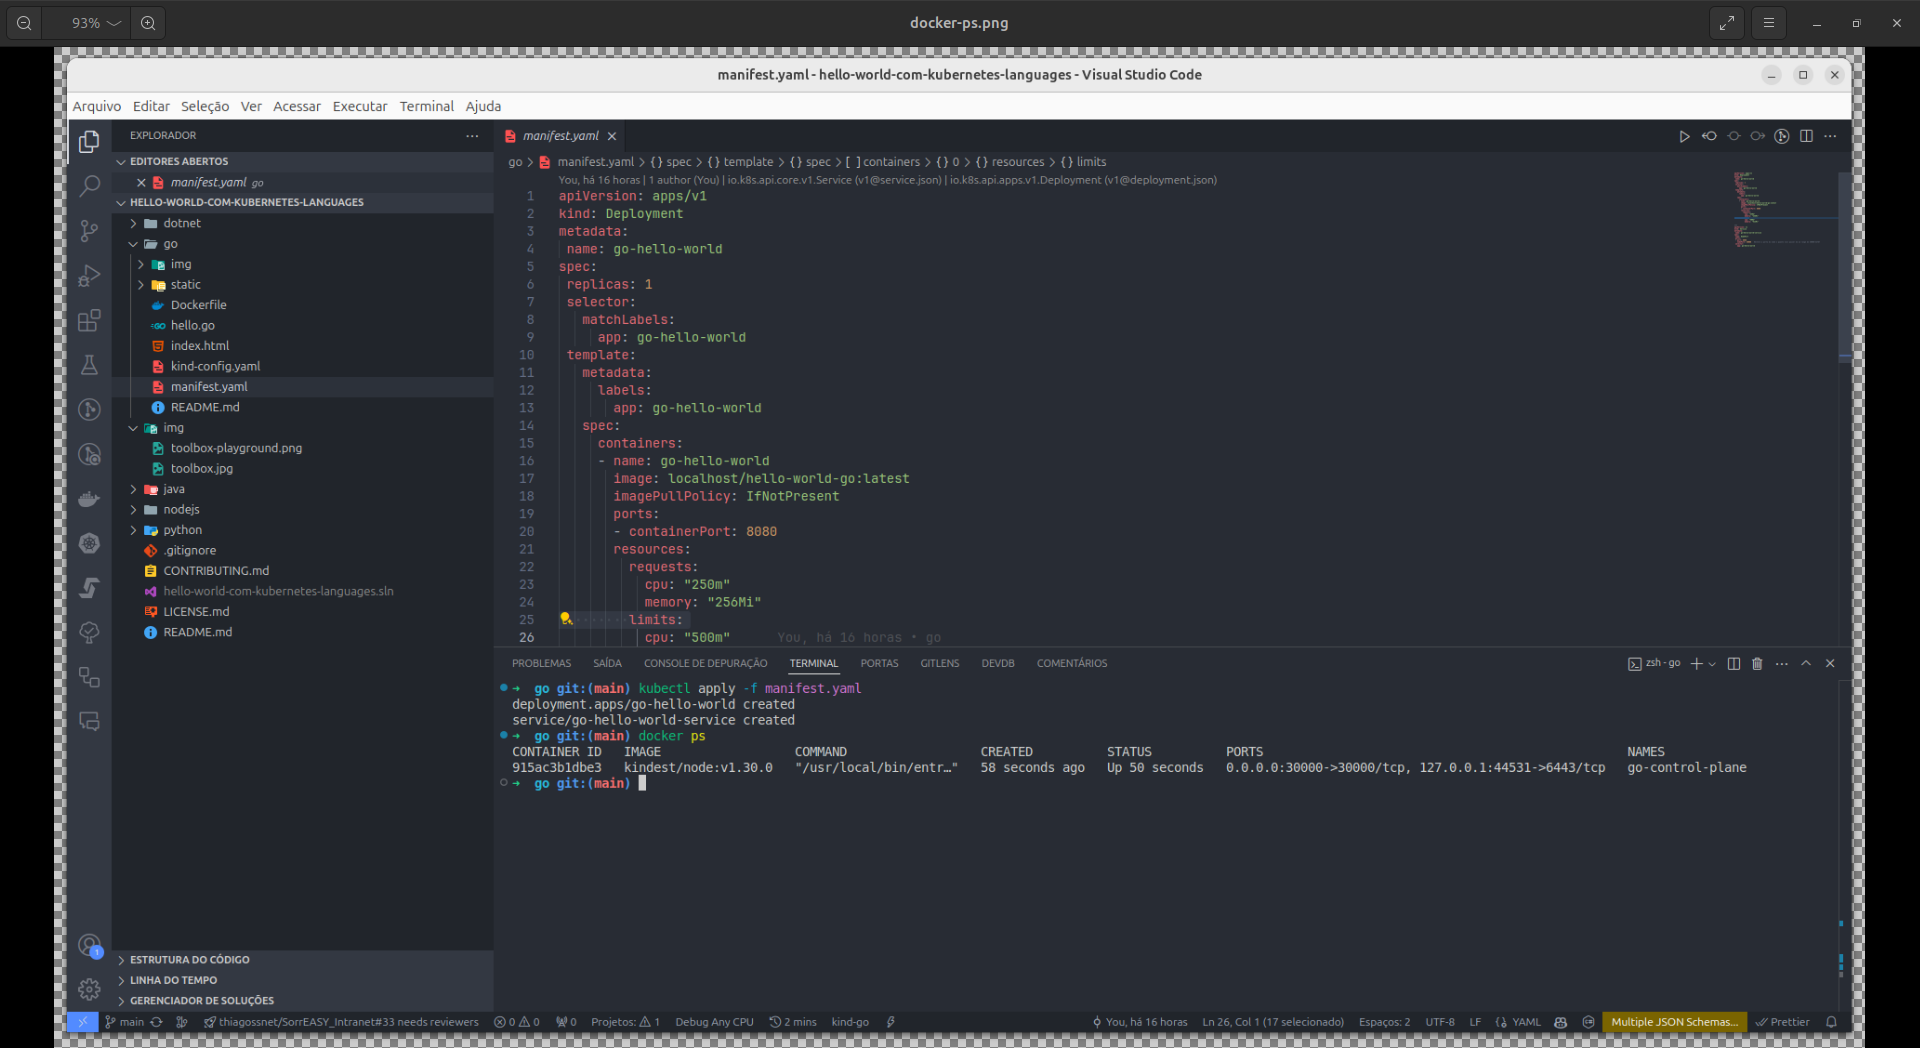 93%
docker-ps.png
manifest.yaml - hello-world-com-kubernetes-languages - Visual Studio Code
Arquivo Editar Seleção Ver Acessar Executar Terminal Ajuda
EXPLORADOR
EDITORES ABERTOS
manifest.yaml go
HELLO-WORLD-COM-KUBERNETES-LANGUAGES
dotnet
go
img
static
Dockerfile
hello.go
index.html
kind-config.yaml
manifest.yaml
README.md
img
toolbox-playground.png
toolbox.jpg
java
nodejs
python
.gitignore
CONTRIBUTING.md
hello-world-com-kubernetes-languages.sln
LICENSE.md
README.md
ESTRUTURA DO CÓDIGO
LINHA DO TEMPO
GERENCIADOR DE SOLUÇÕES
manifest.yaml
go > manifest.yaml > {} spec > {} template > {} spec > [ ] containers > {} 0 > {} resources > {} limits
You, há 16 horas | 1 author (You) | io.k8s.api.core.v1.Service (v1@service.json) | io.k8s.api.apps.v1.Deployment (v1@deployment.json)
1 apiVersion: apps/v1
2 kind: Deployment
3 metadata:
4 name: go-hello-world
5 spec:
6 replicas: 1
7 selector:
8 matchLabels:
9 app: go-hello-world
10 template:
11 metadata:
12 labels:
13 app: go-hello-world
14 spec:
15 containers:
16 - name: go-hello-world
17 image: localhost/hello-world-go:latest
18 imagePullPolicy: IfNotPresent
19 ports:
20 - containerPort: 8080
21 resources:
22 requests:
23 cpu: "250m"
24 memory: "256Mi"
25 limits:
26 cpu: "500m" You, há 16 horas • go
PROBLEMAS SAÍDA CONSOLE DE DEPURAÇÃO TERMINAL PORTAS GITLENS DEVDB COMENTÁRIOS
zsh - go
→ go git:(main) kubectl apply -f manifest.yaml
deployment.apps/go-hello-world created
service/go-hello-world-service created
→ go git:(main) docker ps
CONTAINER ID IMAGE COMMAND CREATED STATUS PORTS NAMES
915ac3b1dbe3 kindest/node:v1.30.0 "/usr/local/bin/entr…" 58 seconds ago Up 50 seconds 0.0.0.0:30000->30000/tcp, 127.0.0.1:44531->6443/tcp go-control-plane
→ go git:(main)
1
main thiagossnet/SorrEASY_Intranet#33 needs reviewers 0 0 0 Projetos: 1 Debug Any CPU 2 mins kind-go You, há 16 horas Ln 26, Col 1 (17 selecionado) Espaços: 2 UTF-8 LF YAML Multiple JSON Schemas... Prettier